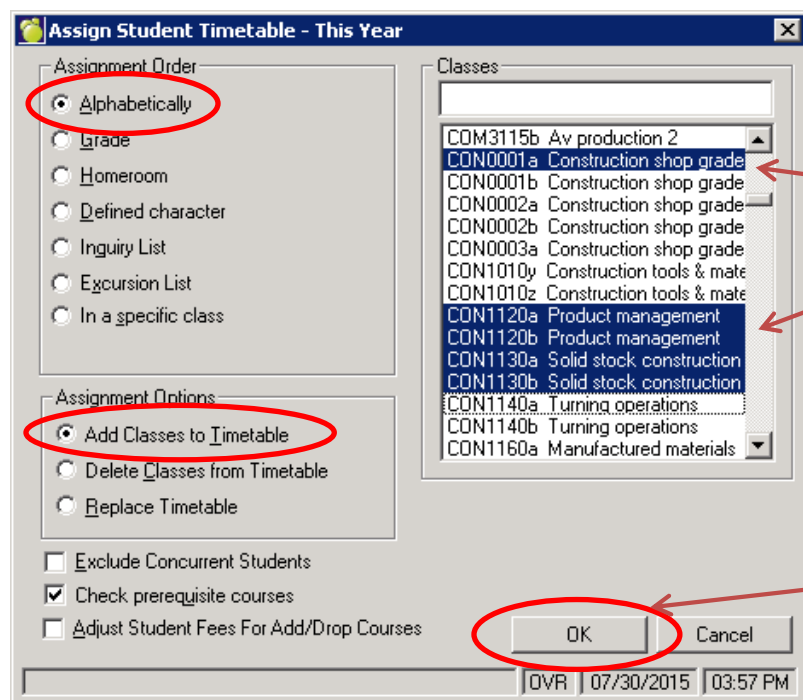 Assign Student Timetable - This Year
Assignment Order
Alphabetically
Grade
Homeroom
Defined character
Inquiry List
Excursion List
In a specific class
Assignment Options
Add Classes to Timetable
Delete Classes from Timetable
Replace Timetable
Exclude Concurrent Students
Check prerequisite courses
Adjust Student Fees For Add/Drop Courses
Classes
COM3115b Av production 2
CON0001a Construction shop grade
CON0001b Construction shop grade
CON0002a Construction shop grade
CON0002b Construction shop grade
CON0003a Construction shop grade
CON1010y Construction tools & mate
CON1010z Construction tools & mate
CON1120a Product management
CON1120b Product management
CON1130a Solid stock construction
CON1130b Solid stock construction
CON1140a Turning operations
CON1140b Turning operations
CON1160a Manufactured materials
OK Cancel
OVR 07/30/2015 03:57 PM